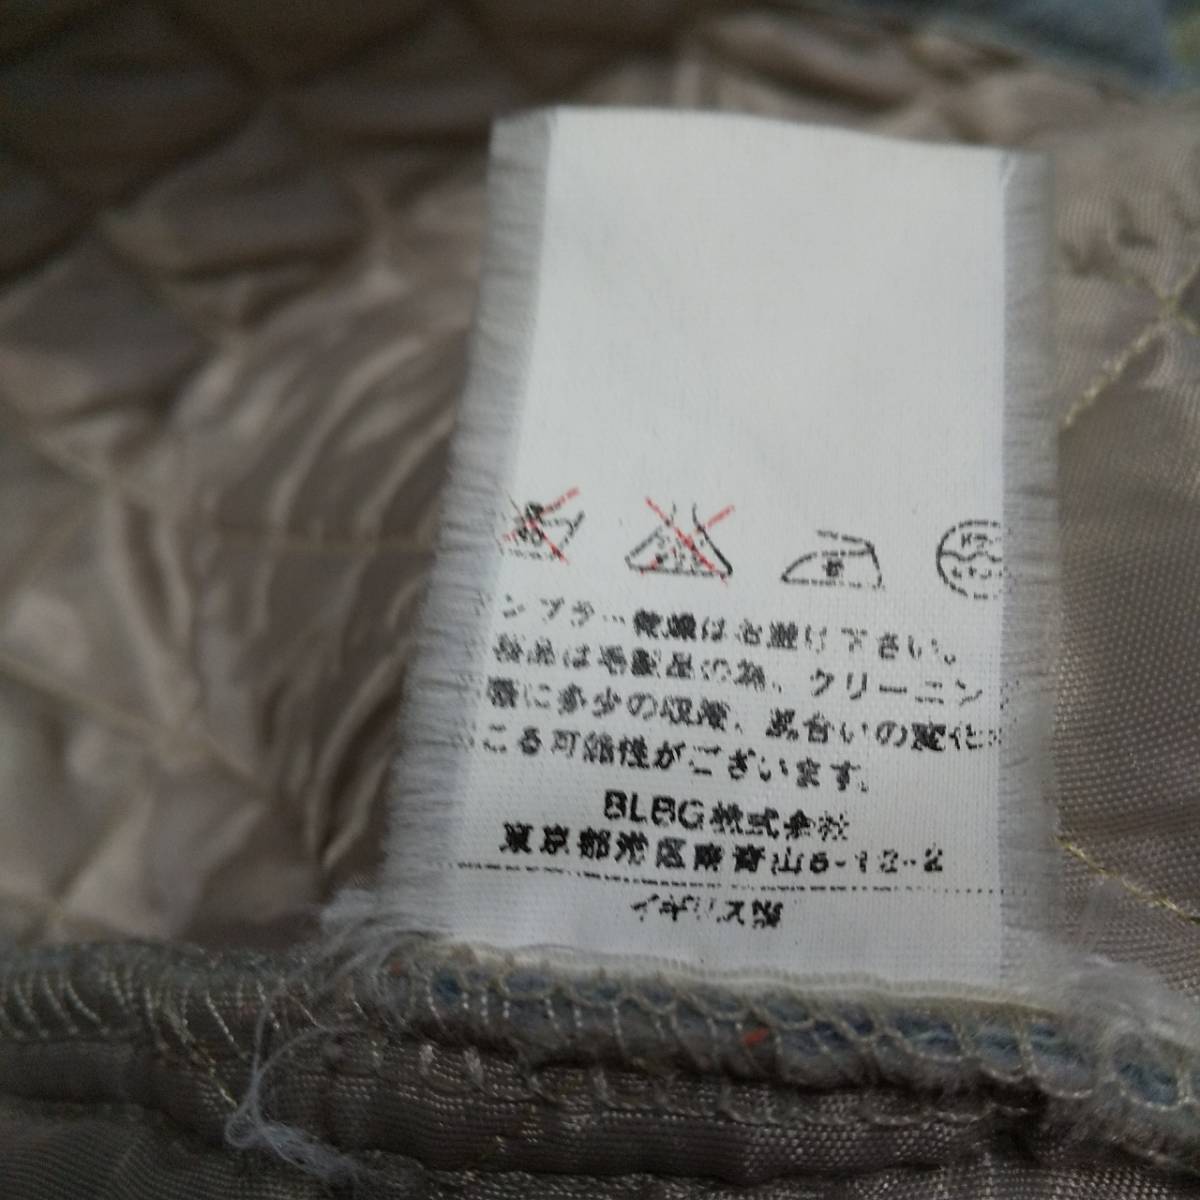 ンブラー乾燥はお避け下さい。
製品は毛製品の為、クリーニン
際に多少の収縮、風合いの変化
こる可能性がございます。
BLBG株式会社
東京都港区南青山5-12-2
イギリス製